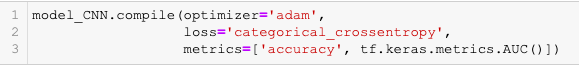 1 model_CNN.compile(optimizer='adam',
2 loss='categorical_crossentropy',
3 metrics=['accuracy', tf.keras.metrics.AUC()])